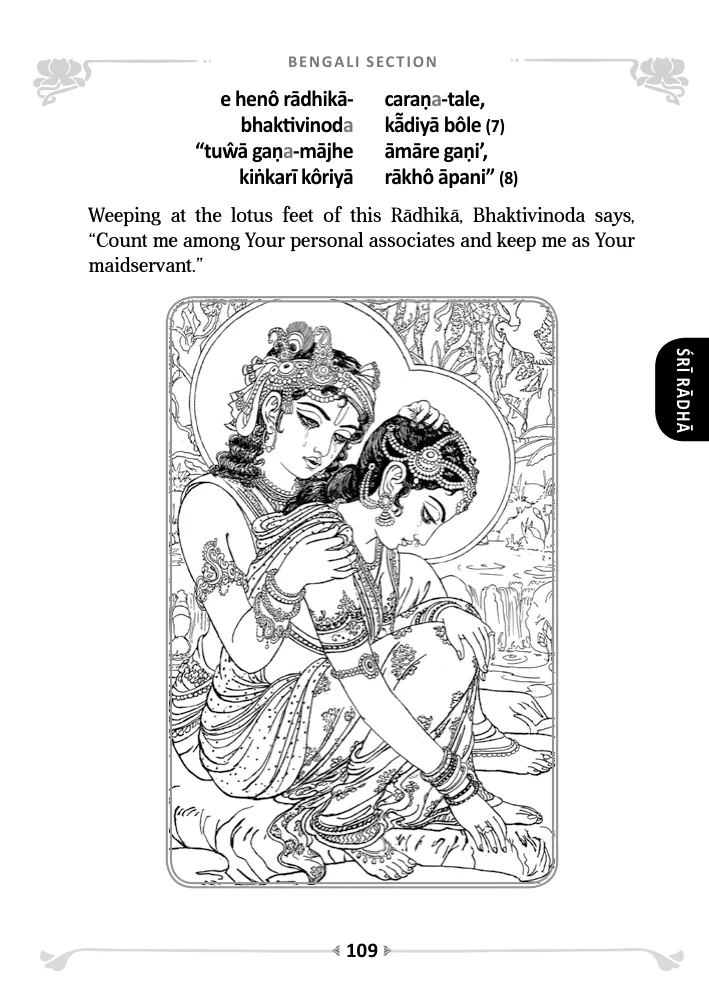 BENGALI SECTION
e henô rādhikā- caraṇa-tale,
bhaktivinoda kā̃diyā bôle (7)
“tuŵā gaṇa-mājhe āmāre gaṇi’,
kiṅkarī kôriyā rākhô āpani” (8)
Weeping at the lotus feet of this Rādhikā, Bhaktivinoda says,
“Count me among Your personal associates and keep me as Your
maidservant.”
ŚRĪ RĀDHĀ
109